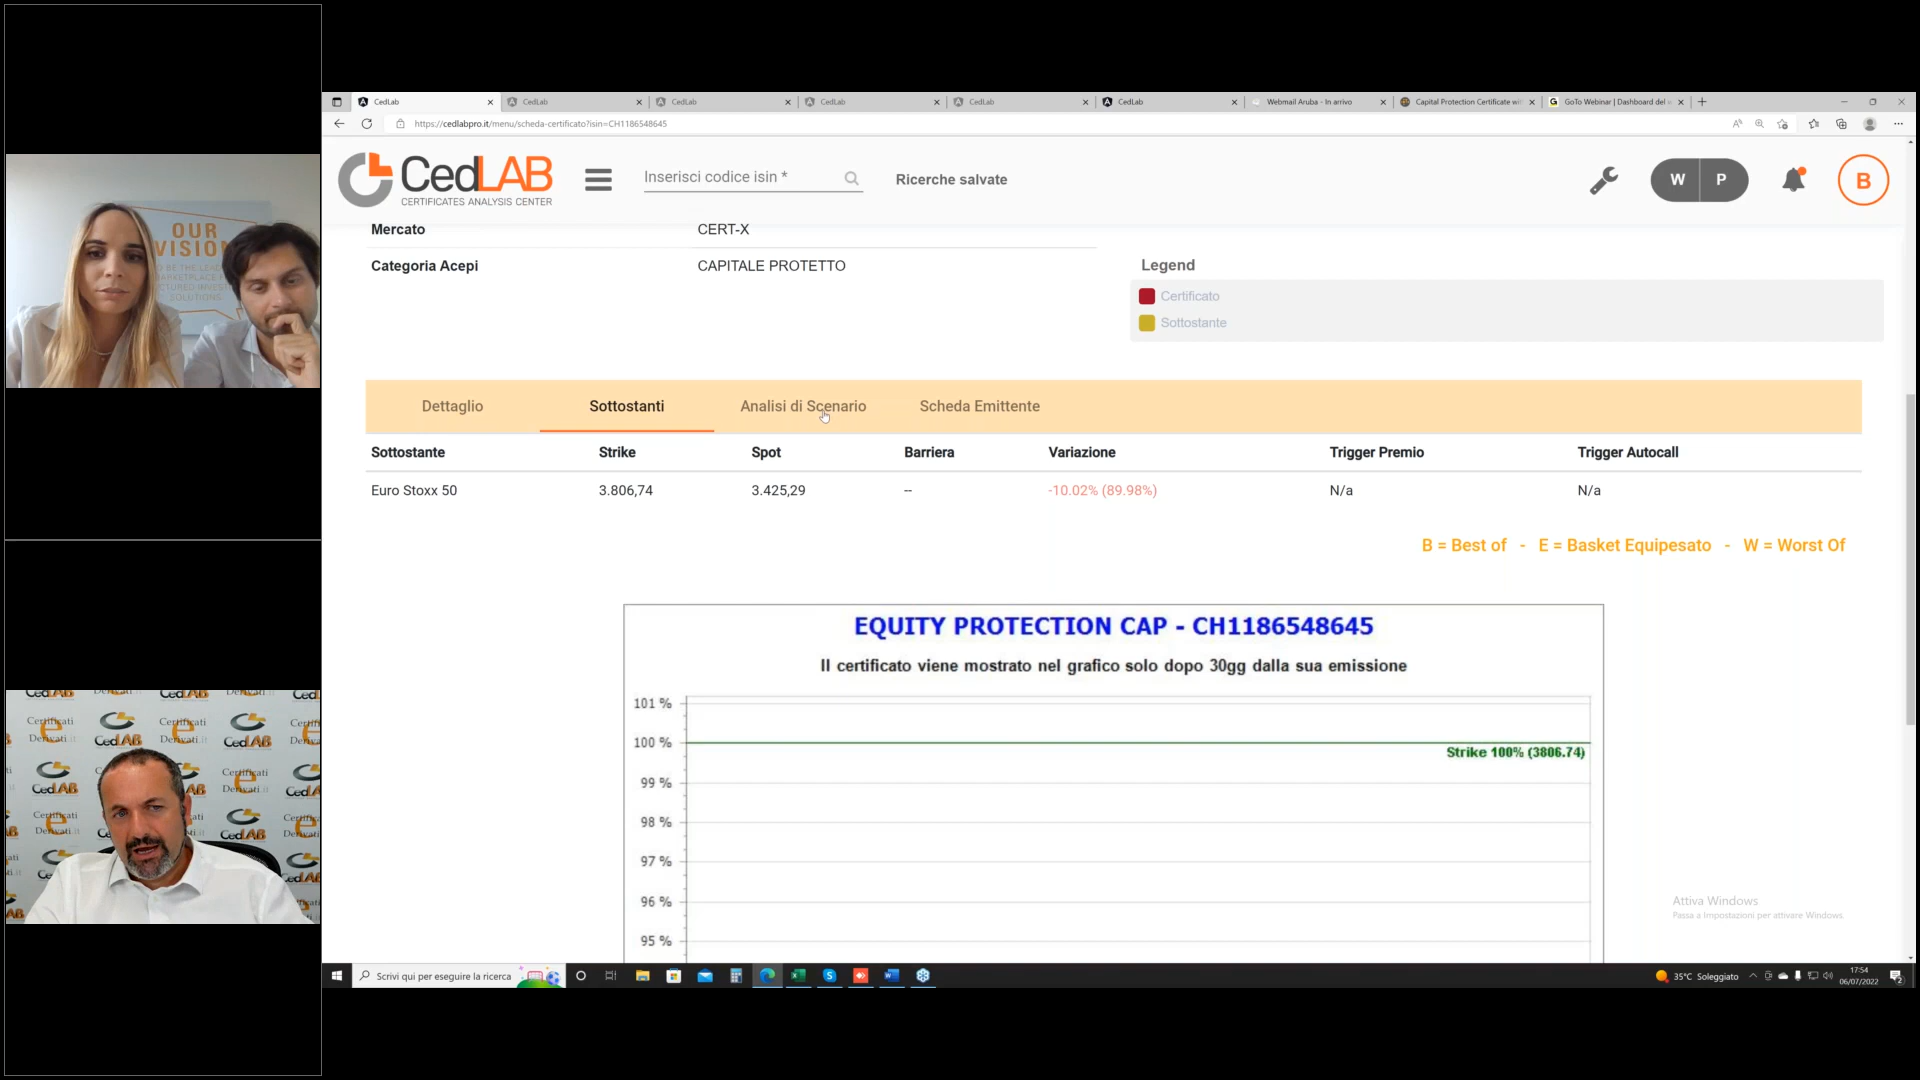 CedLab
CedLab
CedLab
CedLab
CedLab
CedLab
Webmail Aruba - In arrivo
Capital Protection Certificate wi
GoTo Webinar | Dashboard del
https://cedlabpro.it/menu/scheda-certificato?isin=CH1186548645
CedLAB
CERTIFICATES ANALYSIS CENTER
Inserisci codice isin *
Ricerche salvate
W P
B
Mercato CERT-X
Categoria Acepi CAPITALE PROTETTO
Legend
Certificato
Sottostante
Dettaglio Sottostanti Analisi di Scenario Scheda Emittente
Sottostante Strike Spot Barriera Variazione Trigger Premio Trigger Autocall
Euro Stoxx 50 3.806,74 3.425,29 -- -10.02% (89.98%) N/a N/a
B = Best of - E = Basket Equipesato - W = Worst Of
EQUITY PROTECTION CAP - CH1186548645
Il certificato viene mostrato nel grafico solo dopo 30gg dalla sua emissione
101 %
100 %
Strike 100% (3806.74)
99 %
98 %
97 %
96 %
95 %
Attiva Windows
Passa a Impostazioni per attivare Windows.
Scrivi qui per eseguire la ricerca
35°C Soleggiato
17:54
06/07/2022
2
OUR
VISION
SOLUTIONS
Certificati
e
Derivati.it
CedLAB